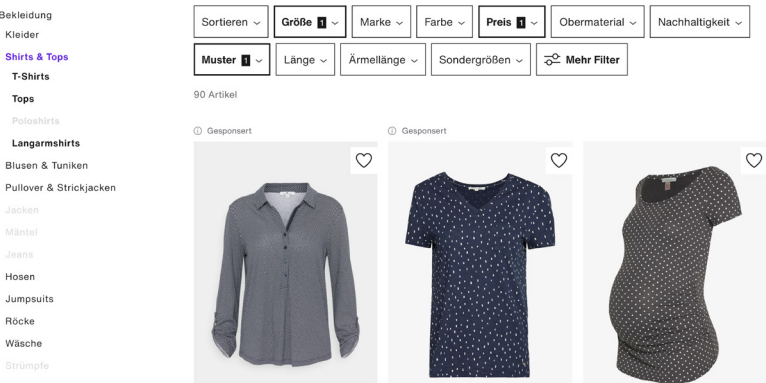 Bekleidung
Kleider
Shirts & Tops
T-Shirts
Tops
Poloshirts
Langarmshirts
Blusen & Tuniken
Pullover & Strickjacken
Jacken
Mäntel
Jeans
Hosen
Jumpsuits
Röcke
Wäsche
Strümpfe
Sortieren Größe 1 Marke Farbe Preis 1 Obermaterial Nachhaltigkeit
Muster 1 Länge Ärmellänge Sondergrößen Mehr Filter
90 Artikel
Gesponsert Gesponsert